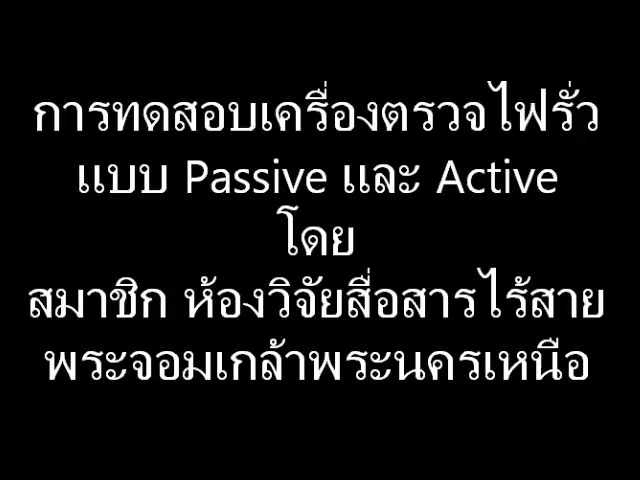 การทดสอบเครื่องตรวจไฟรั่ว
แบบ Passive และ Active
โดย
สมาชิก ห้องวิจัยสื่อสารไร้สาย
พระจอมเกล้าพระนครเหนือ